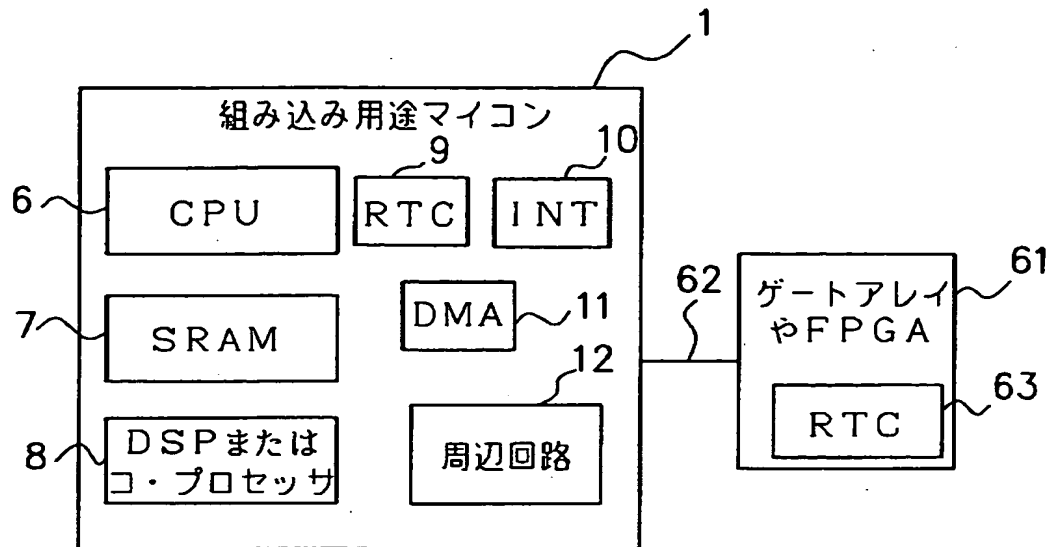 1
組み込み用途マイコン
6
CPU
9
RTC
10
INT
7
SRAM
DMA
11
62
ゲートアレイ
やFPGA
61
8
DSPまたは
コ・プロセッサ
12
周辺回路
RTC
63